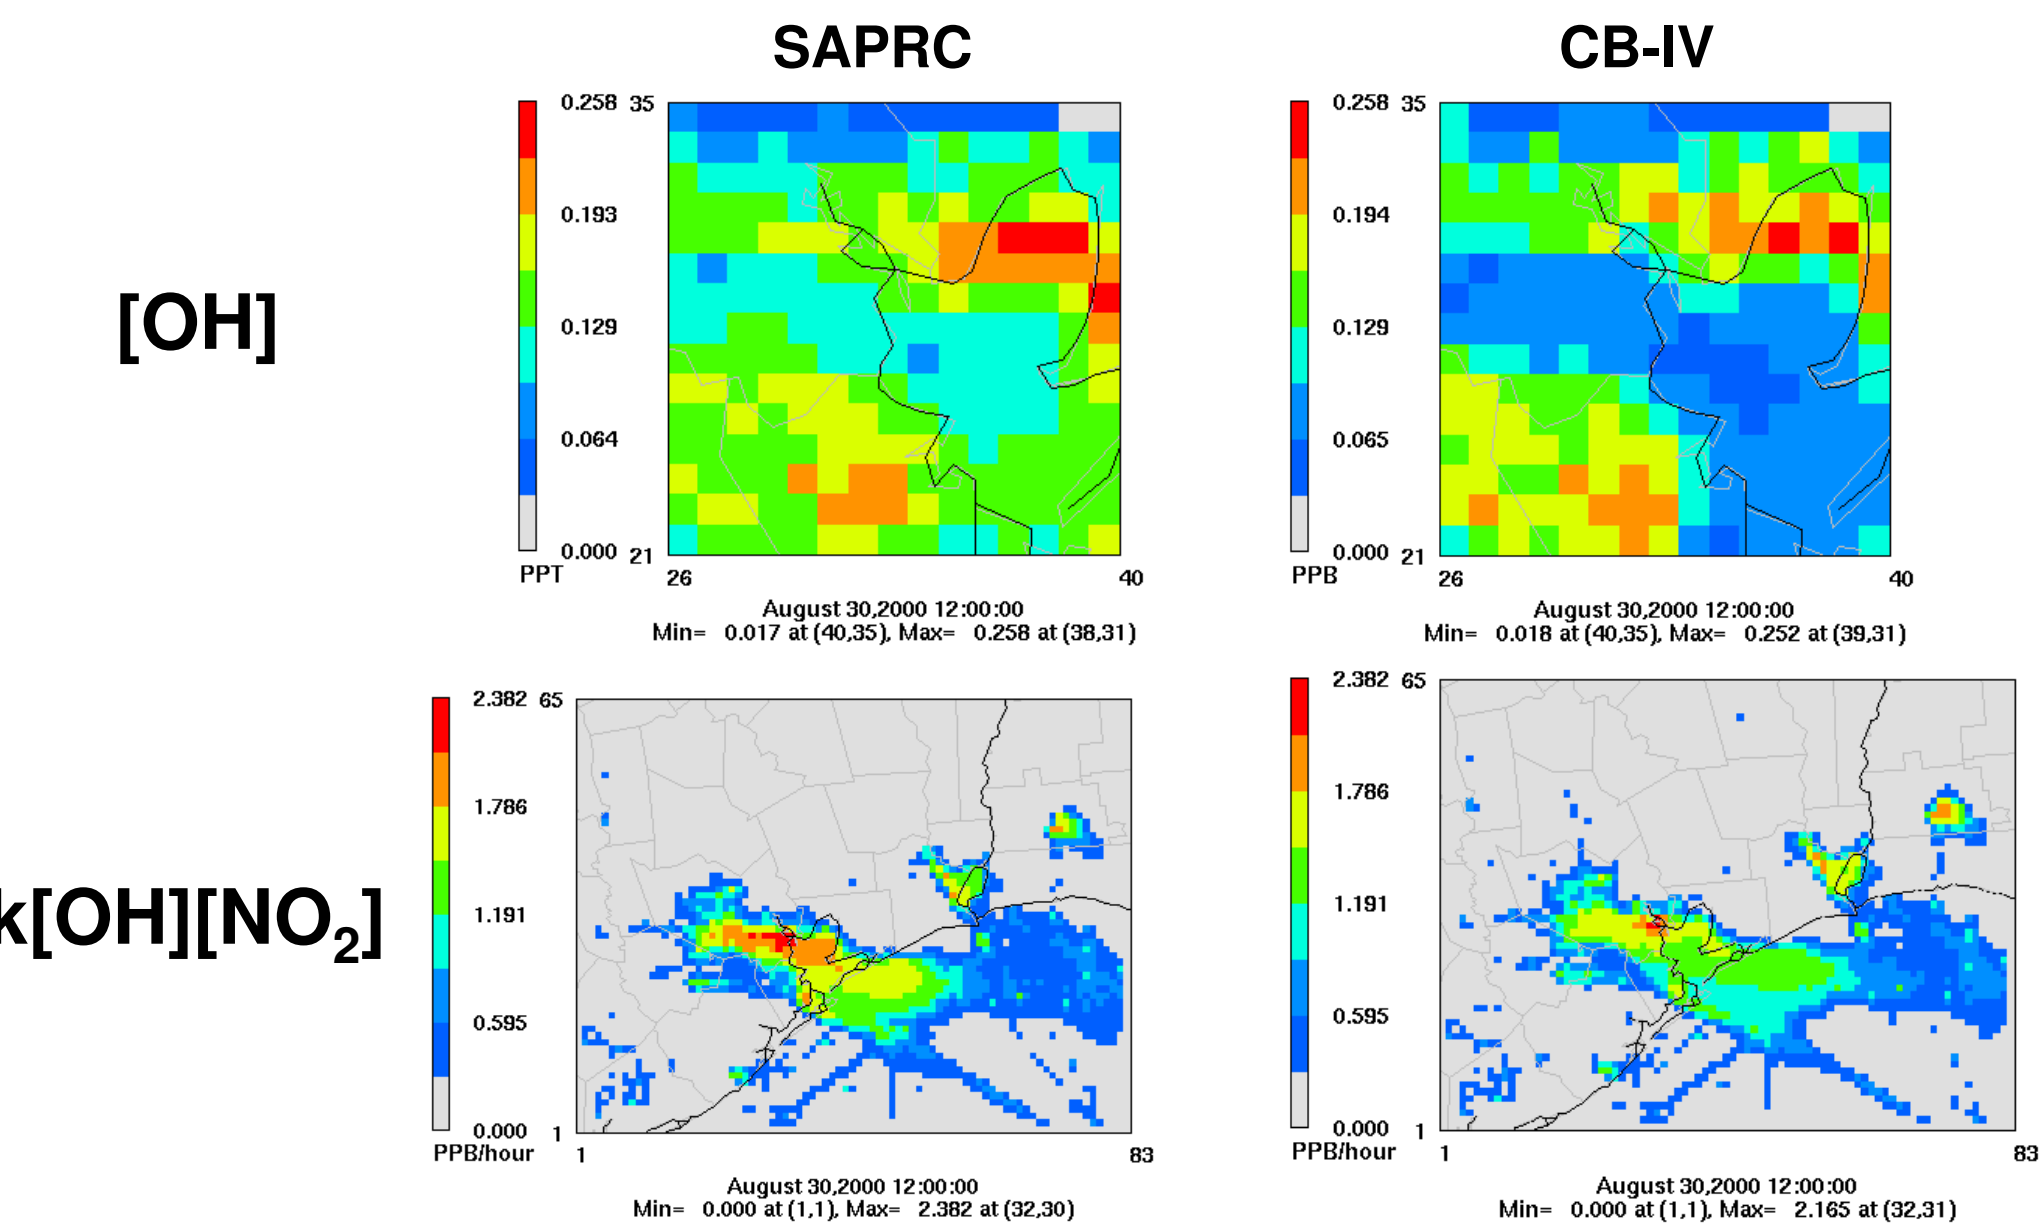 SAPRC
CB-IV
[OH]
0.258
0.193
0.129
0.064
0.000
PPT
35
21
26
40
August 30,2000 12:00:00
Min= 0.017 at (40,35), Max= 0.258 at (38,31)
0.258
0.194
0.129
0.065
0.000
PPB
35
21
26
40
August 30,2000 12:00:00
Min= 0.018 at (40,35), Max= 0.252 at (39,31)
k[OH][NO2]
2.382
1.786
1.191
0.595
0.000
PPB/hour
65
1
1
83
August 30,2000 12:00:00
Min= 0.000 at (1,1), Max= 2.382 at (32,30)
2.382
1.786
1.191
0.595
0.000
PPB/hour
65
1
1
83
August 30,2000 12:00:00
Min= 0.000 at (1,1), Max= 2.165 at (32,31)